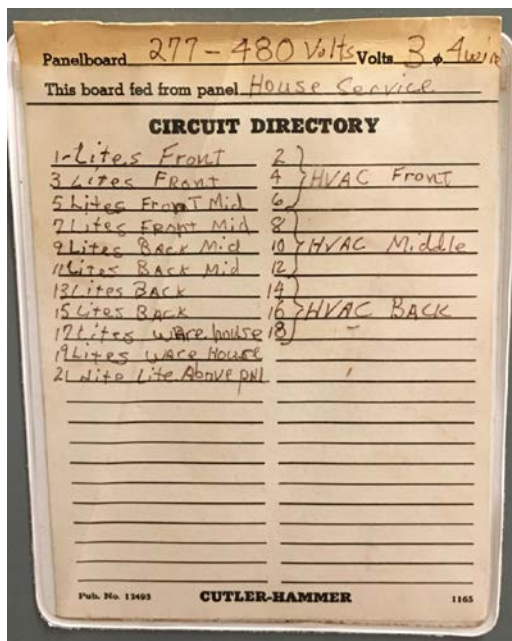 Panelboard 277-480 Volts Volts 3 ɸ 4 wire
This board fed from panel House Service
CIRCUIT DIRECTORY
1-Lites Front 2
3 Lites Front 4 } HVAC Front
5 Lites Front Mid 6
7 Lites Front Mid 8
9 Lites Back Mid 10 } HVAC Middle
11 Lites Back Mid 12
13 Lites BACK 14
15 Lites BACK 16 } HVAC BACK
17 Lites Warehouse 18
19 Lites Ware House
21 Nite Lite Above pnl
Pub. No. 12493 CUTLER-HAMMER 1165